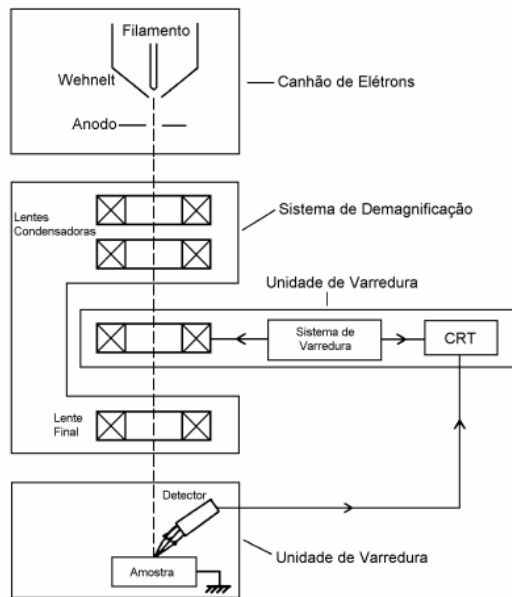 Filamento
Wehnelt
Canhão de Elétrons
Anodo
Lentes
Condensadoras
Sistema de Demagnificação
Unidade de Varredura
Sistema de
Varredura
CRT
Lente
Final
Detector
Amostra
Unidade de Varredura